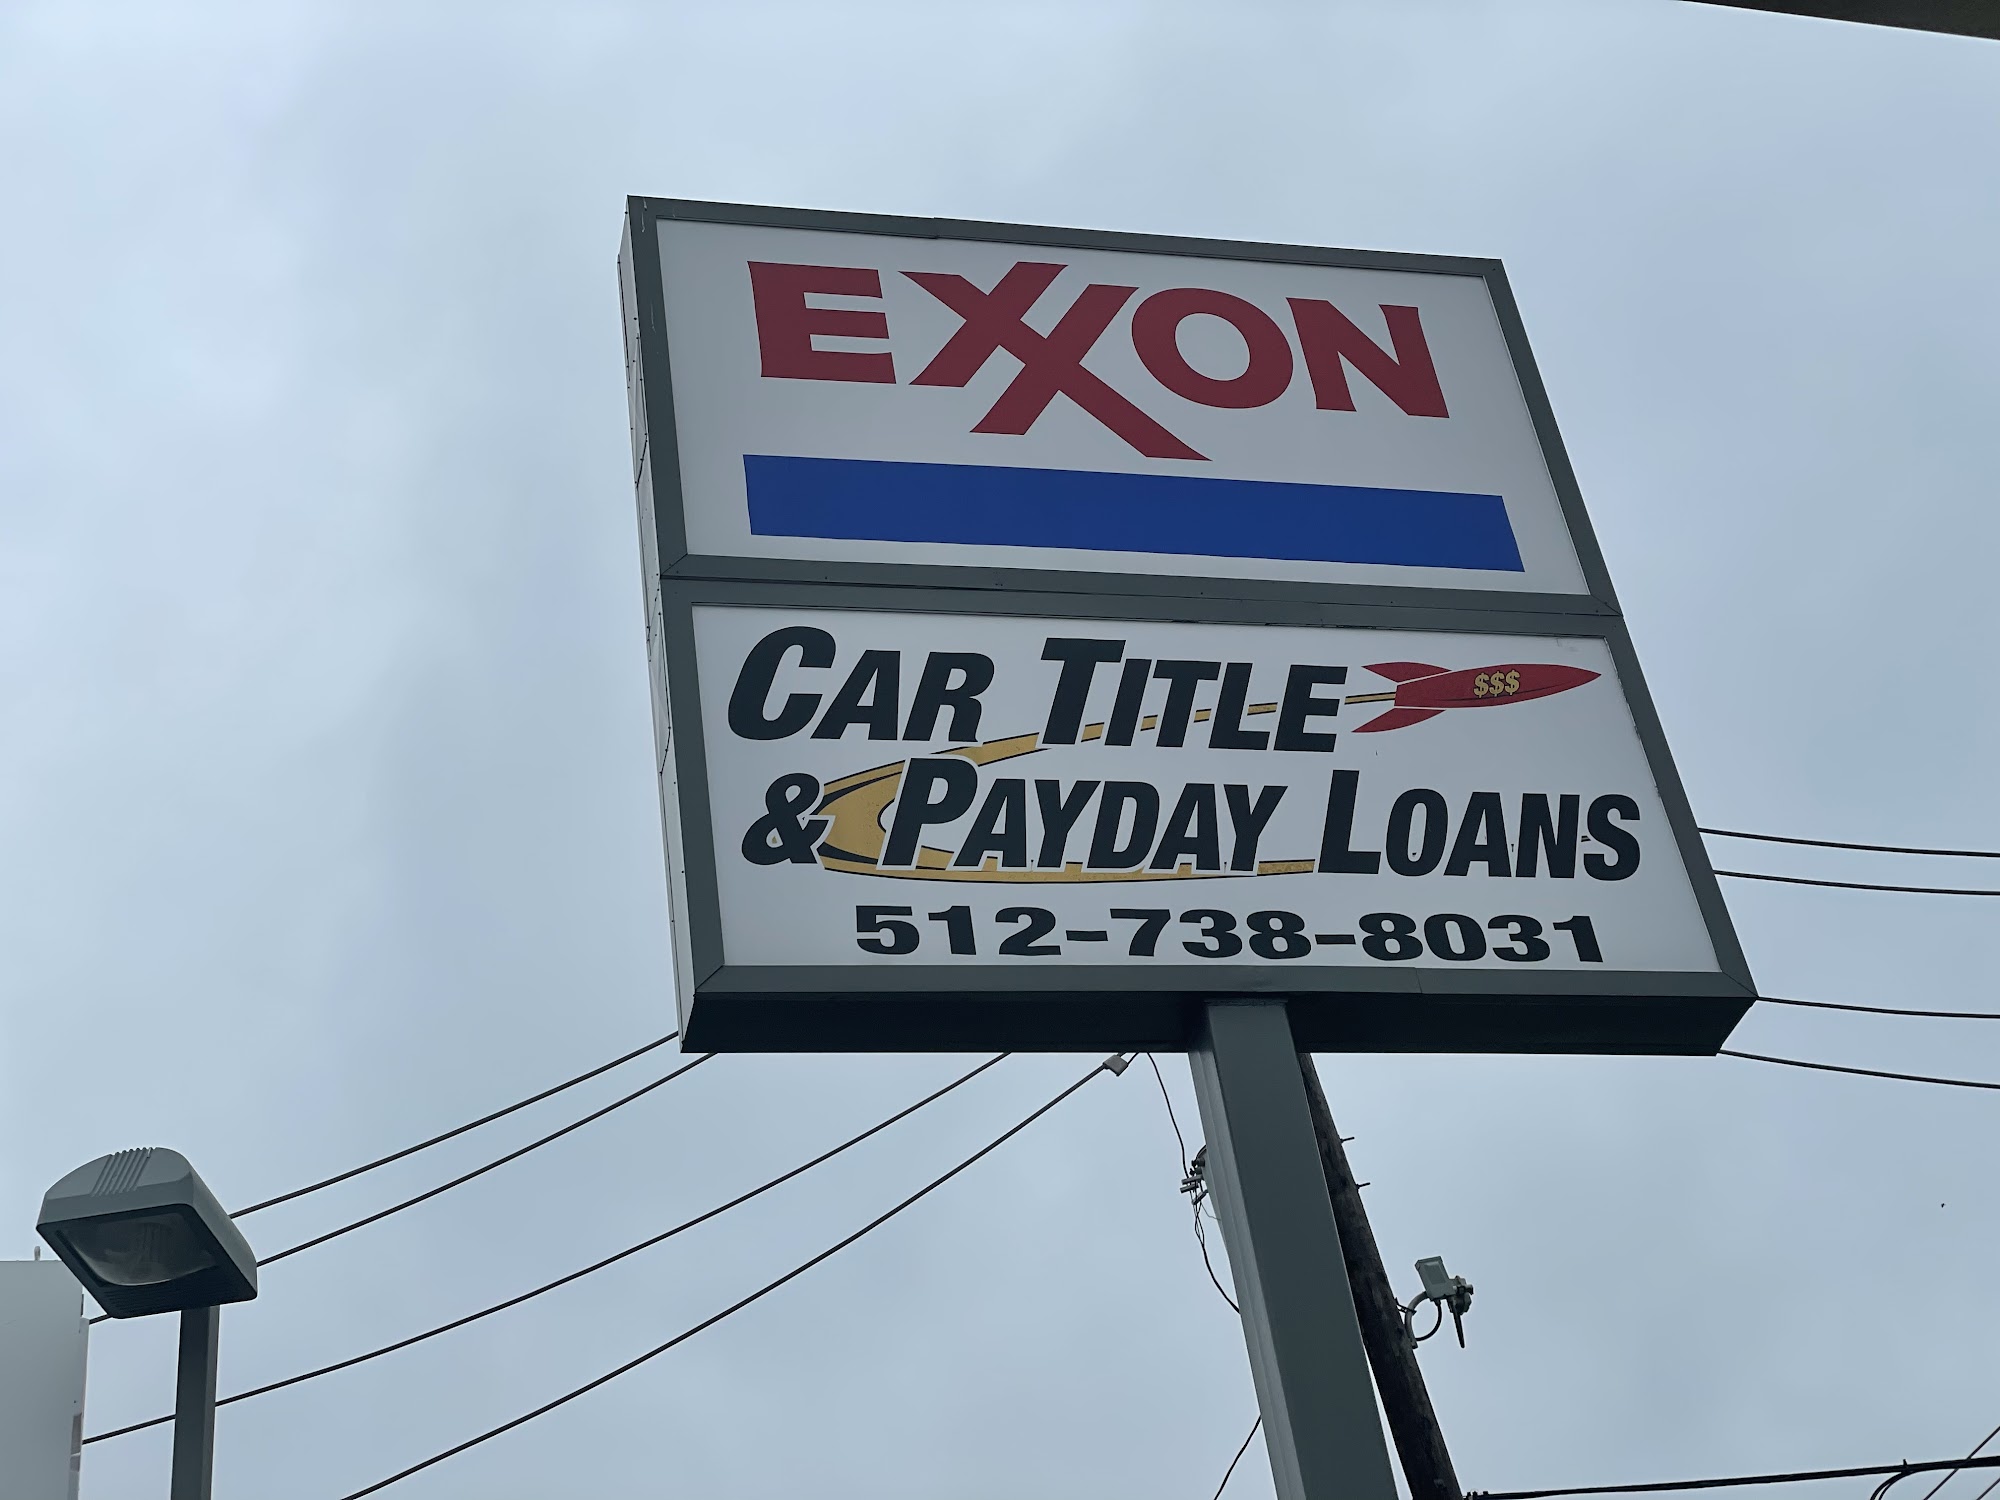 EXXON
CAR TITLE $$$
& PAYDAY LOANS
512-738-8031